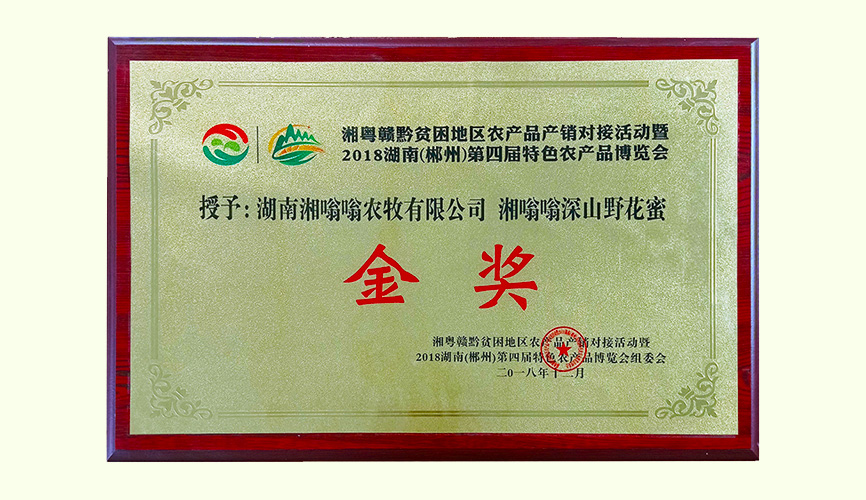 湘粤赣黔贫困地区农产品产销对接活动暨
2018湖南(郴州)第四届特色农产品博览会
授予：湖南湘嗡嗡农牧有限公司 湘嗡嗡深山野花蜜
金奖
湘粤赣黔贫困地区农产品产销对接活动暨
2018湖南(郴州)第四届特色农产品博览会组委会
二〇一八年十二月